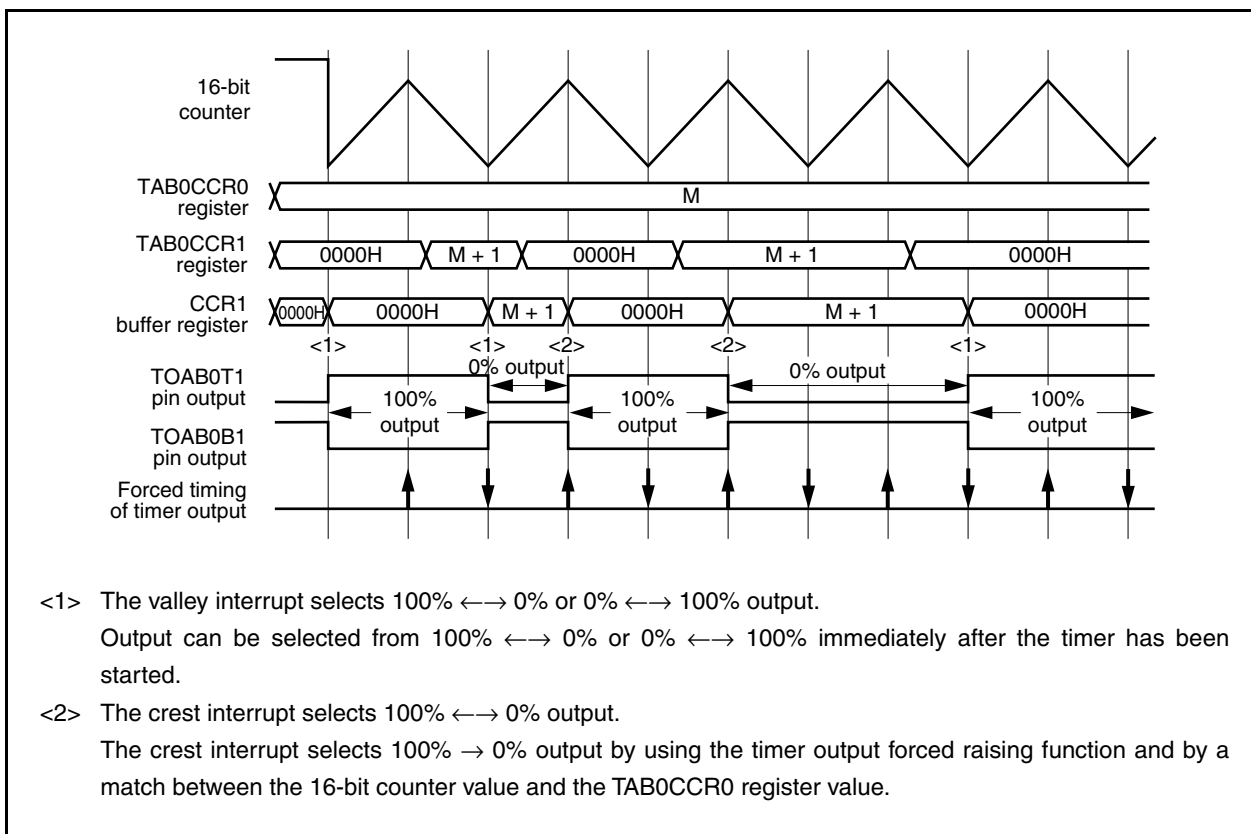 16-bit
counter
TAB0CCR0
register
M
TAB0CCR1
register
0000H M + 1 0000H M + 1 0000H
CCR1
buffer register
0000H 0000H M + 1 0000H M + 1 0000H
<1> <1> <2> <2> <1>
0% output 0% output
TOAB0T1
pin output
100%
output
100%
output
100%
output
TOAB0B1
pin output
Forced timing
of timer output
<1> The valley interrupt selects 100% ←→ 0% or 0% ←→ 100% output.
Output can be selected from 100% ←→ 0% or 0% ←→ 100% immediately after the timer has been
started.
<2> The crest interrupt selects 100% ←→ 0% output.
The crest interrupt selects 100% → 0% output by using the timer output forced raising function and by a
match between the 16-bit counter value and the TAB0CCR0 register value.